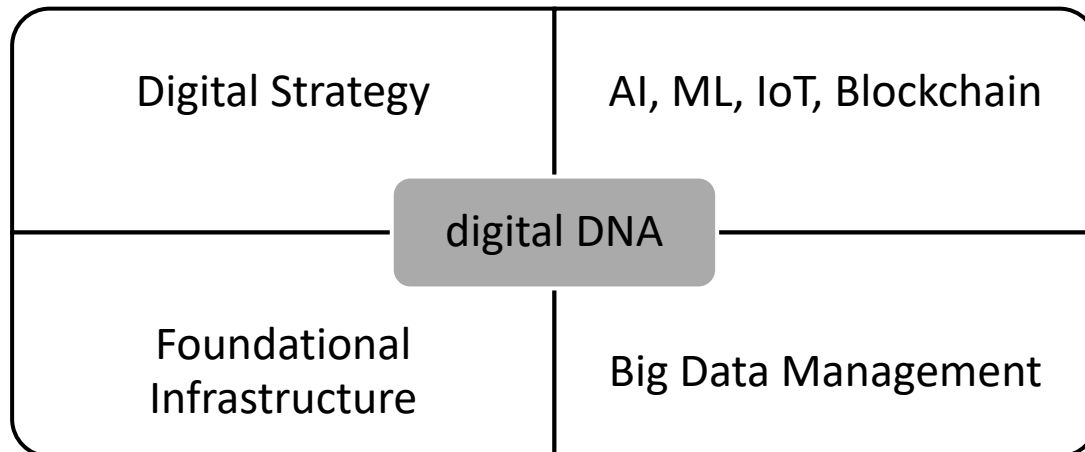 Digital Strategy
AI, ML, IoT, Blockchain
digital DNA
Foundational
Infrastructure
Big Data Management